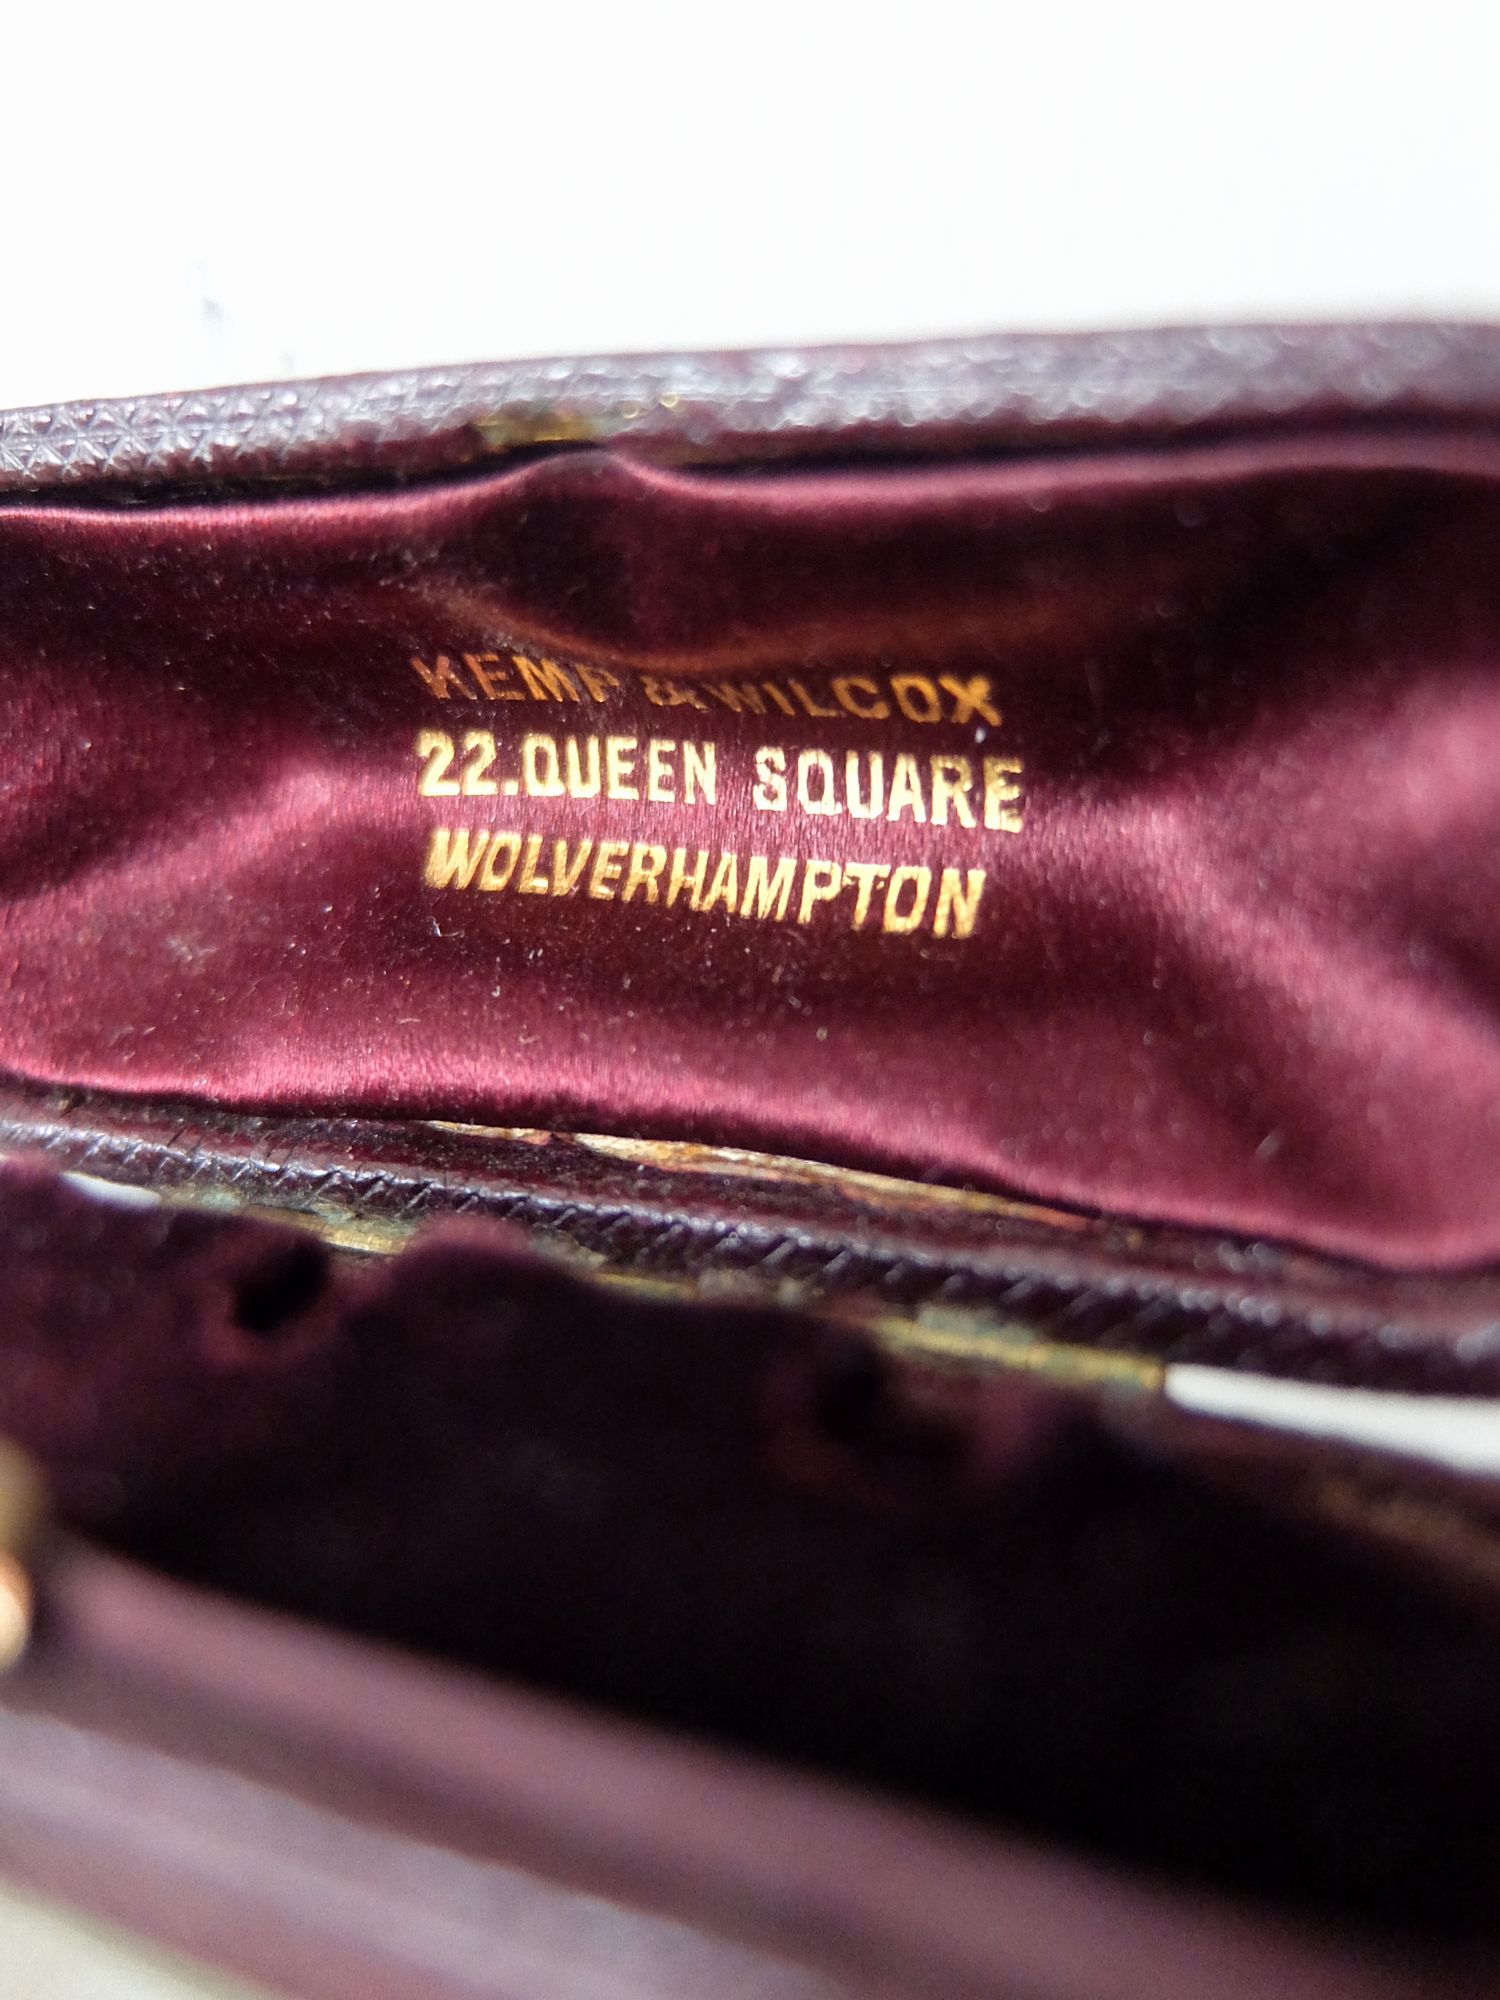 KEMP & WILCOX
22.QUEEN SQUARE
WOLVERHAMPTON